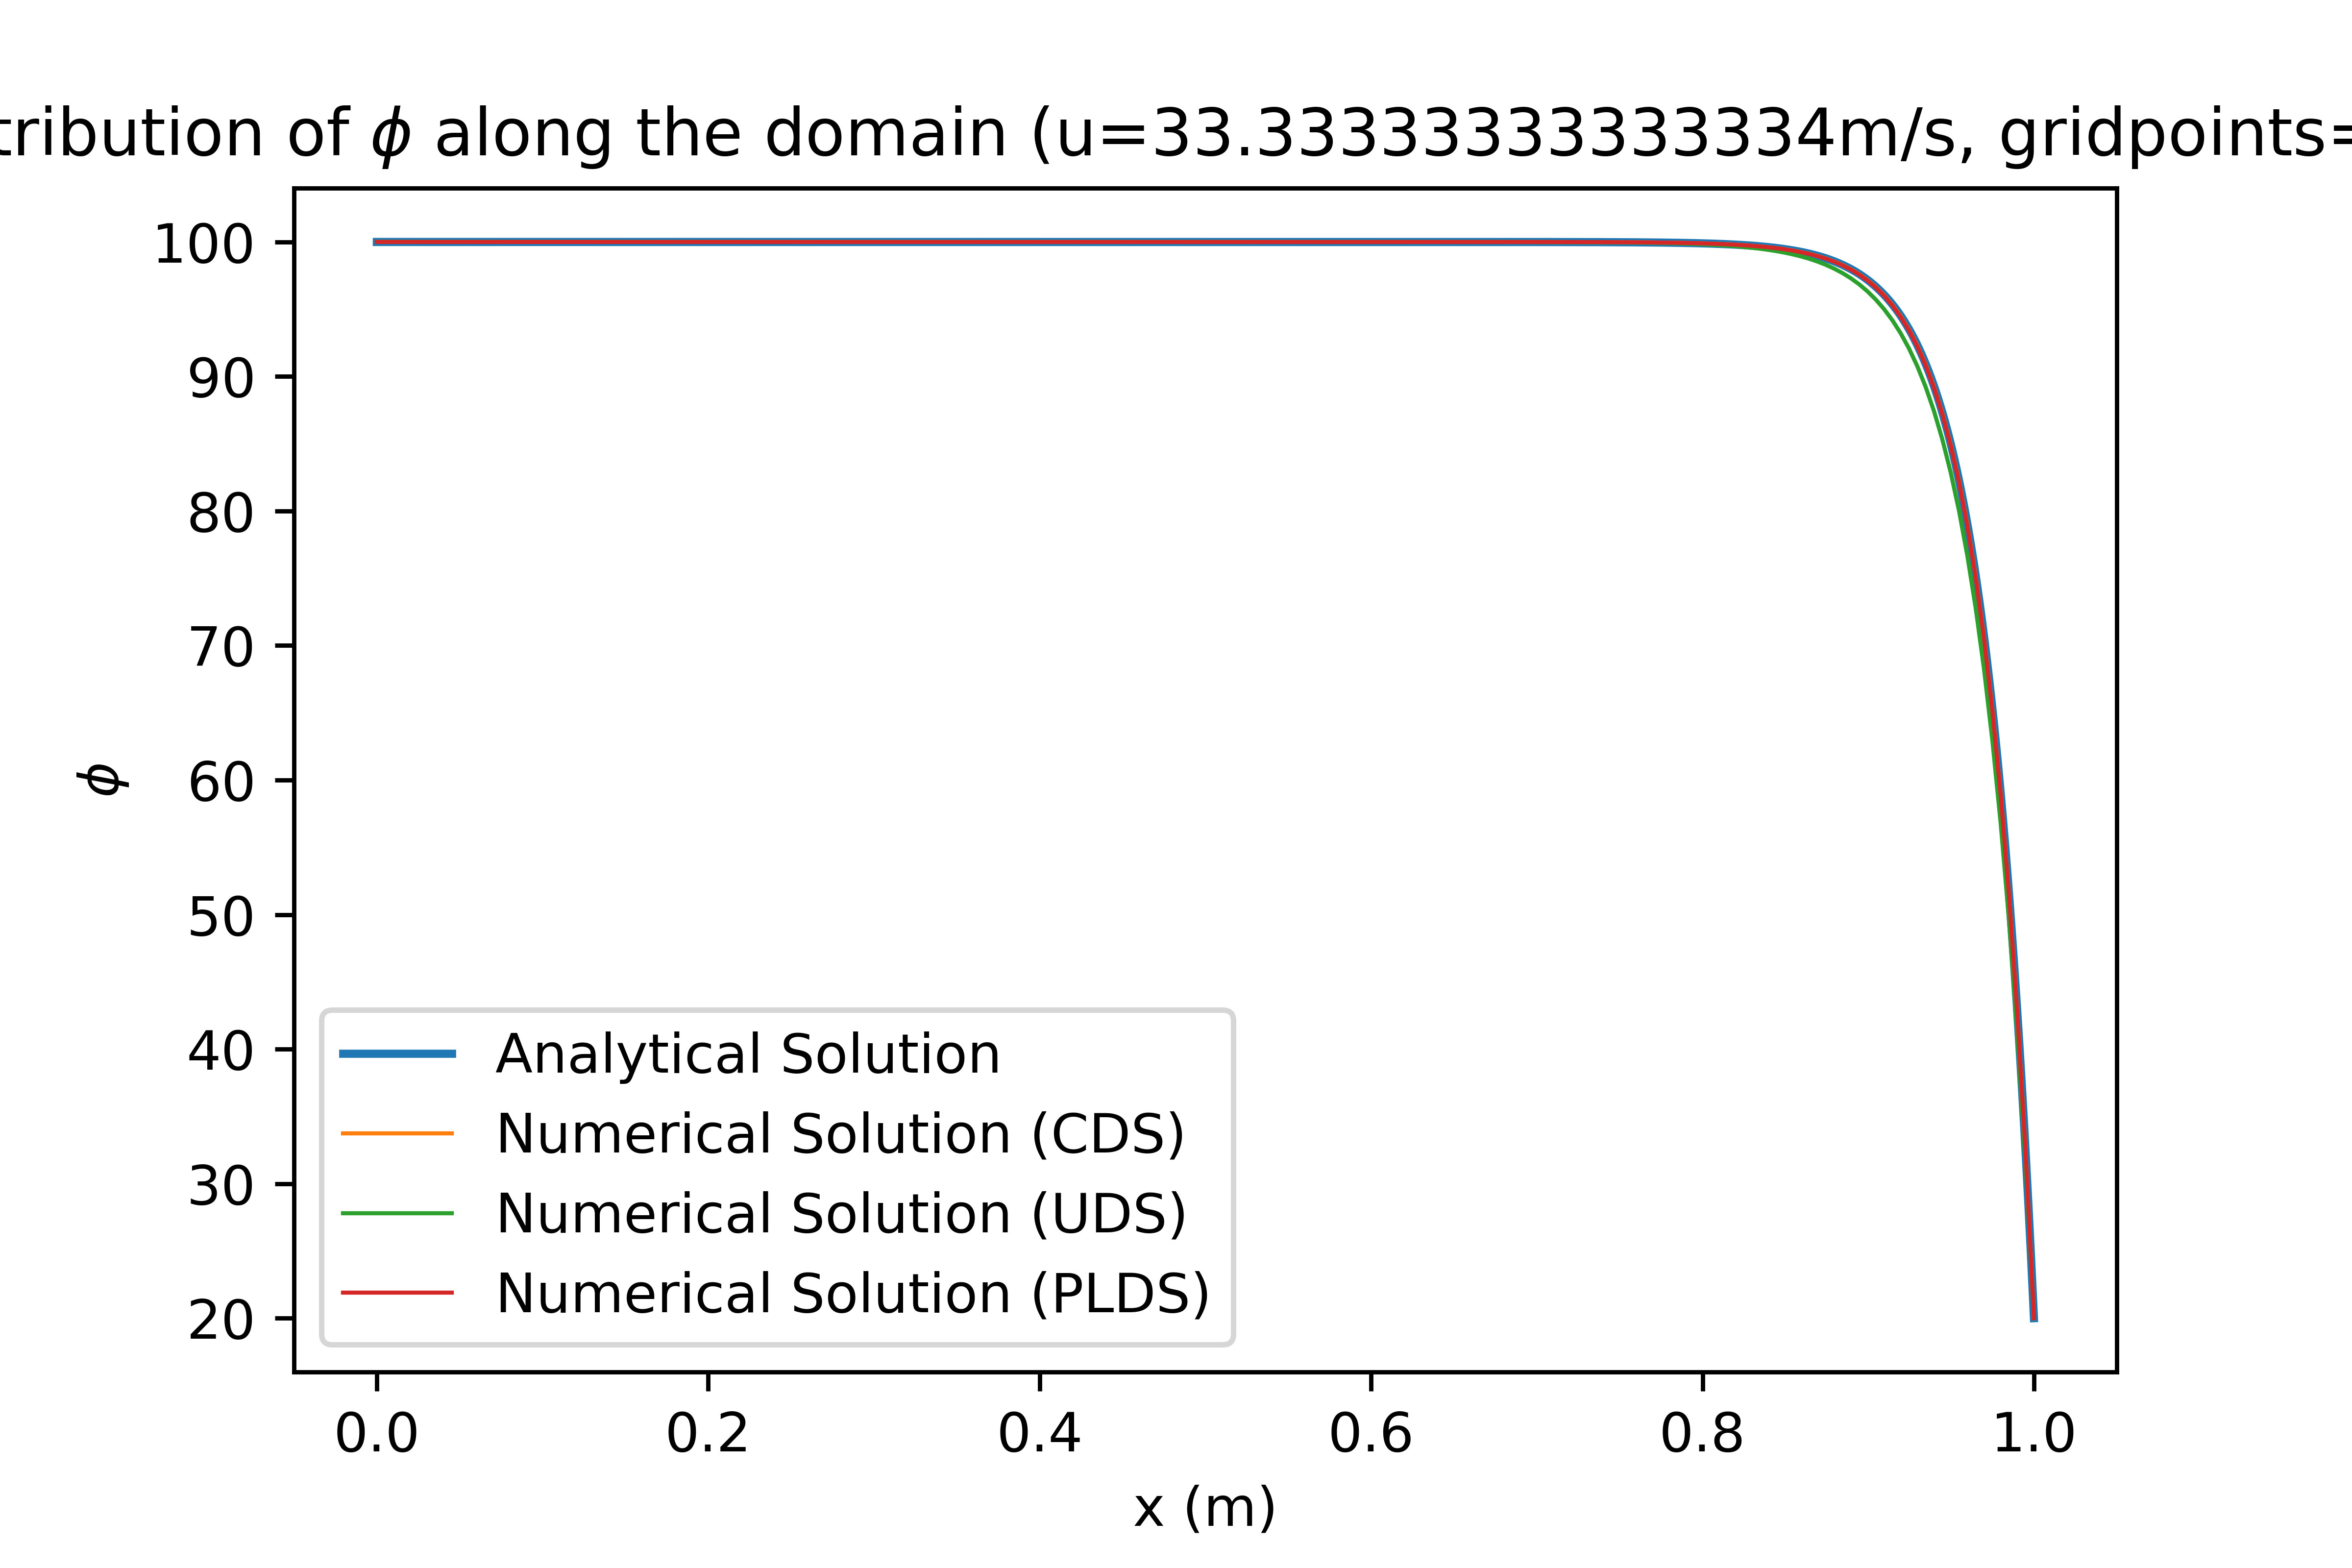 tribution of ϕ along the domain (u=33.333333333333336m/s, gridpoints=
100
90
80
70
60
50
40
30
20
ϕ
Analytical Solution
Numerical Solution (CDS)
Numerical Solution (UDS)
Numerical Solution (PLDS)
0.0 0.2 0.4 0.6 0.8 1.0
x (m)